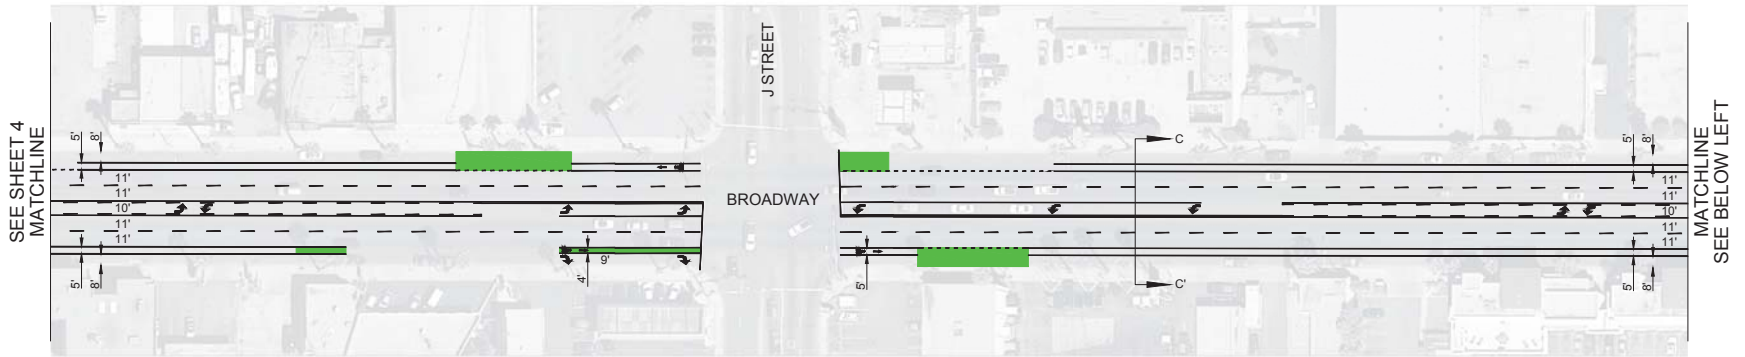 SEE SHEET 4
MATCHLINE
5'
8'
11'
11'
10'
11'
11'
5'
8'
J STREET
BROADWAY
9'
4'
5'
C
C'
5'
8'
11'
11'
10'
11'
11'
5'
8'
MATCHLINE
SEE BELOW LEFT